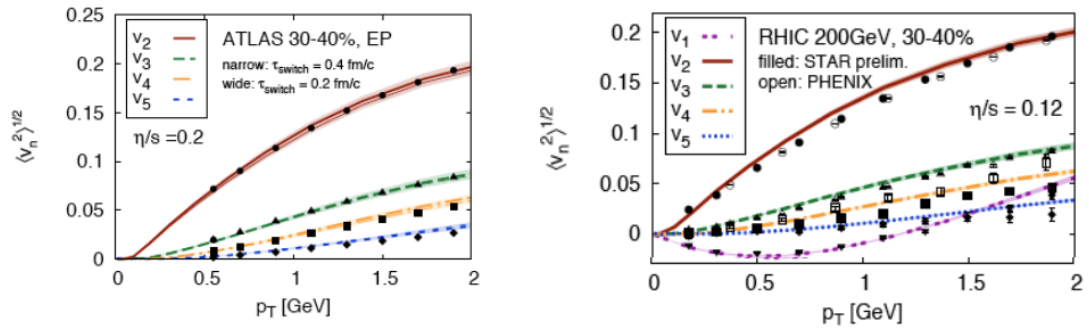 v₂
v₃
v₄
v₅
ATLAS 30-40%, EP
narrow: τ_switch = 0.4 fm/c
wide: τ_switch = 0.2 fm/c
η/s =0.2
⟨vₙ²⟩^1/2
0.25
0.2
0.15
0.1
0.05
0
0 0.5 1 1.5 2
p_T [GeV]
v₁
v₂
v₃
v₄
v₅
RHIC 200GeV, 30-40%
filled: STAR prelim.
open: PHENIX
η/s = 0.12
⟨vₙ²⟩^1/2
0.2
0.15
0.1
0.05
0
0 0.5 1 1.5 2
p_T [GeV]